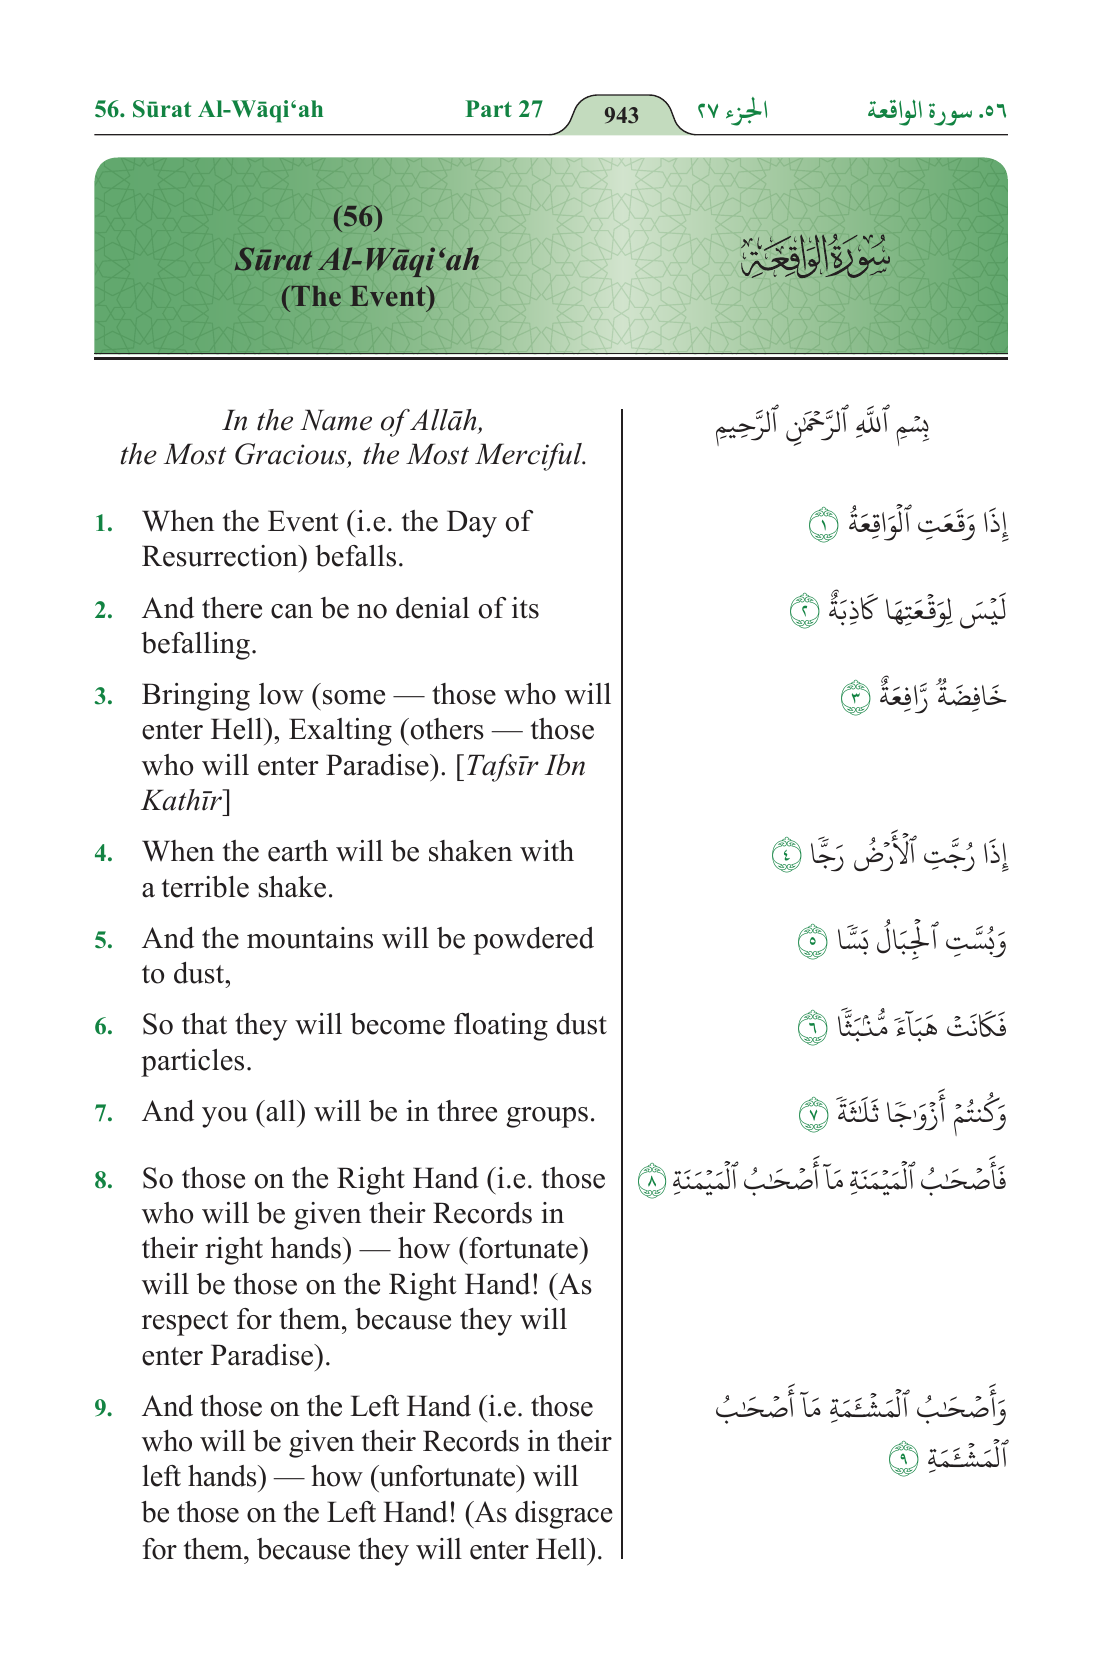 56. Sūrat Al-Wāqi‘ah Part 27 943 الجزء ٢٧ ٥٦. سورة الواقعة
(56)
Sūrat Al-Wāqi‘ah
(The Event)
سُورَةُ الوَاقِعَةِ
In the Name of Allāh,
the Most Gracious, the Most Merciful.
بِسْمِ ٱللَّهِ ٱلرَّحْمَٰنِ ٱلرَّحِيمِ
1. When the Event (i.e. the Day of
Resurrection) befalls.
إِذَا وَقَعَتِ ٱلْوَاقِعَةُ ١
2. And there can be no denial of its
befalling.
لَيْسَ لِوَقْعَتِهَا كَاذِبَةٌ ٢
3. Bringing low (some — those who will
enter Hell), Exalting (others — those
who will enter Paradise). [Tafsīr Ibn
Kathīr]
خَافِضَةٌ رَّافِعَةٌ ٣
4. When the earth will be shaken with
a terrible shake.
إِذَا رُجَّتِ ٱلْأَرْضُ رَجًّا ٤
5. And the mountains will be powdered
to dust,
وَبُسَّتِ ٱلْجِبَالُ بَسًّا ٥
6. So that they will become floating dust
particles.
فَكَانَتْ هَبَآءً مُّنۢبَثًّا ٦
7. And you (all) will be in three groups.
وَكُنتُمْ أَزْوَٰجًا ثَلَٰثَةً ٧
8. So those on the Right Hand (i.e. those
who will be given their Records in
their right hands) — how (fortunate)
will be those on the Right Hand! (As
respect for them, because they will
enter Paradise).
فَأَصْحَٰبُ ٱلْمَيْمَنَةِ مَآ أَصْحَٰبُ ٱلْمَيْمَنَةِ ٨
9. And those on the Left Hand (i.e. those
who will be given their Records in their
left hands) — how (unfortunate) will
be those on the Left Hand! (As disgrace
for them, because they will enter Hell).
وَأَصْحَٰبُ ٱلْمَشْـَٔمَةِ مَآ أَصْحَٰبُ
ٱلْمَشْـَٔمَةِ ٩